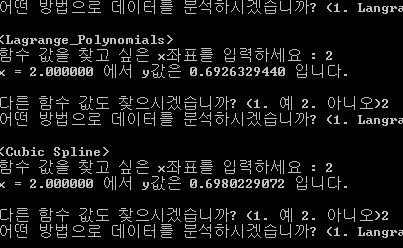 어떤 방법으로 데이터를 분석하시겠습니까? (1. Langra
<Lagrange_Polynomials>
함수 값을 찾고 싶은 x좌표를 입력하세요 : 2
x = 2.000000 에서 y값은 0.6926329440 입니다.
다른 함수 값도 찾으시겠습니까? (1. 예 2. 아니오)2
어떤 방법으로 데이터를 분석하시겠습니까? (1. Langra
<Cubic Spline>
함수 값을 찾고 싶은 x좌표를 입력하세요 : 2
x = 2.000000 에서 y값은 0.6980229072 입니다.
다른 함수 값도 찾으시겠습니까? (1. 예 2. 아니오)2
어떤 방법으로 데이터를 분석하시겠습니까? (1. Langra